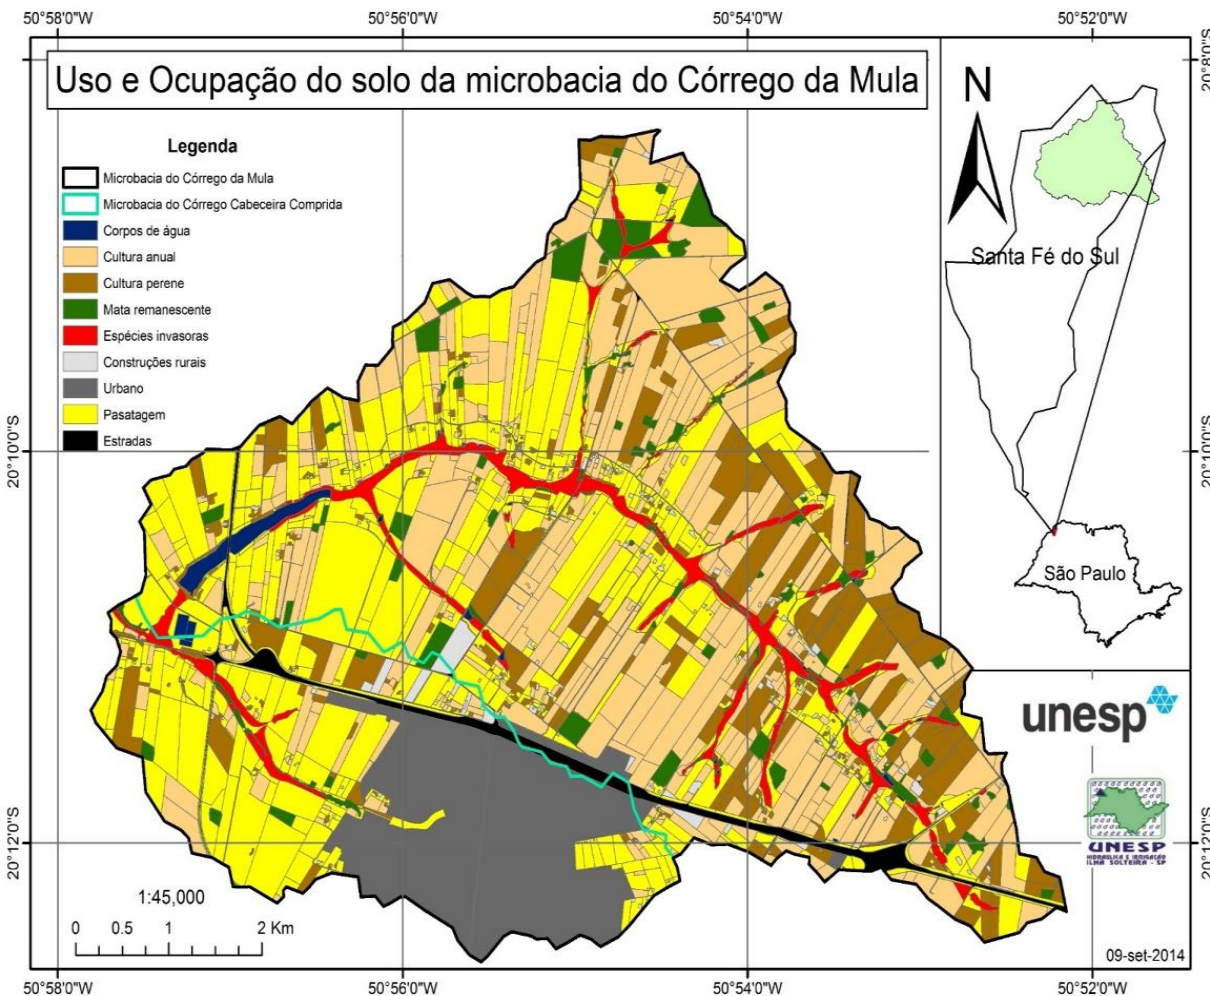 50°58'0"W 50°56'0"W 50°54'0"W 50°52'0"W
Uso e Ocupação do solo da microbacia do Córrego da Mula
20°8'0"S
N
Legenda
Microbacia do Córrego da Mula
Microbacia do Córrego Cabeceira Comprida
Corpos de água
Cultura anual
Cultura perene
Mata remanescente
Espécies invasoras
Construções rurais
Urbano
Pasatagem
Estradas
Santa Fé do Sul
20°10'0"S
20°10'0"S
São Paulo
unesp
UNESP
HIDRÁULICA E IRRIGAÇÃO
ILHA SOLTEIRA - SP
20°12'0"S
20°12'0"S
1:45,000
0 0.5 1 2 Km
09-set-2014
50°58'0"W 50°56'0"W 50°54'0"W 50°52'0"W